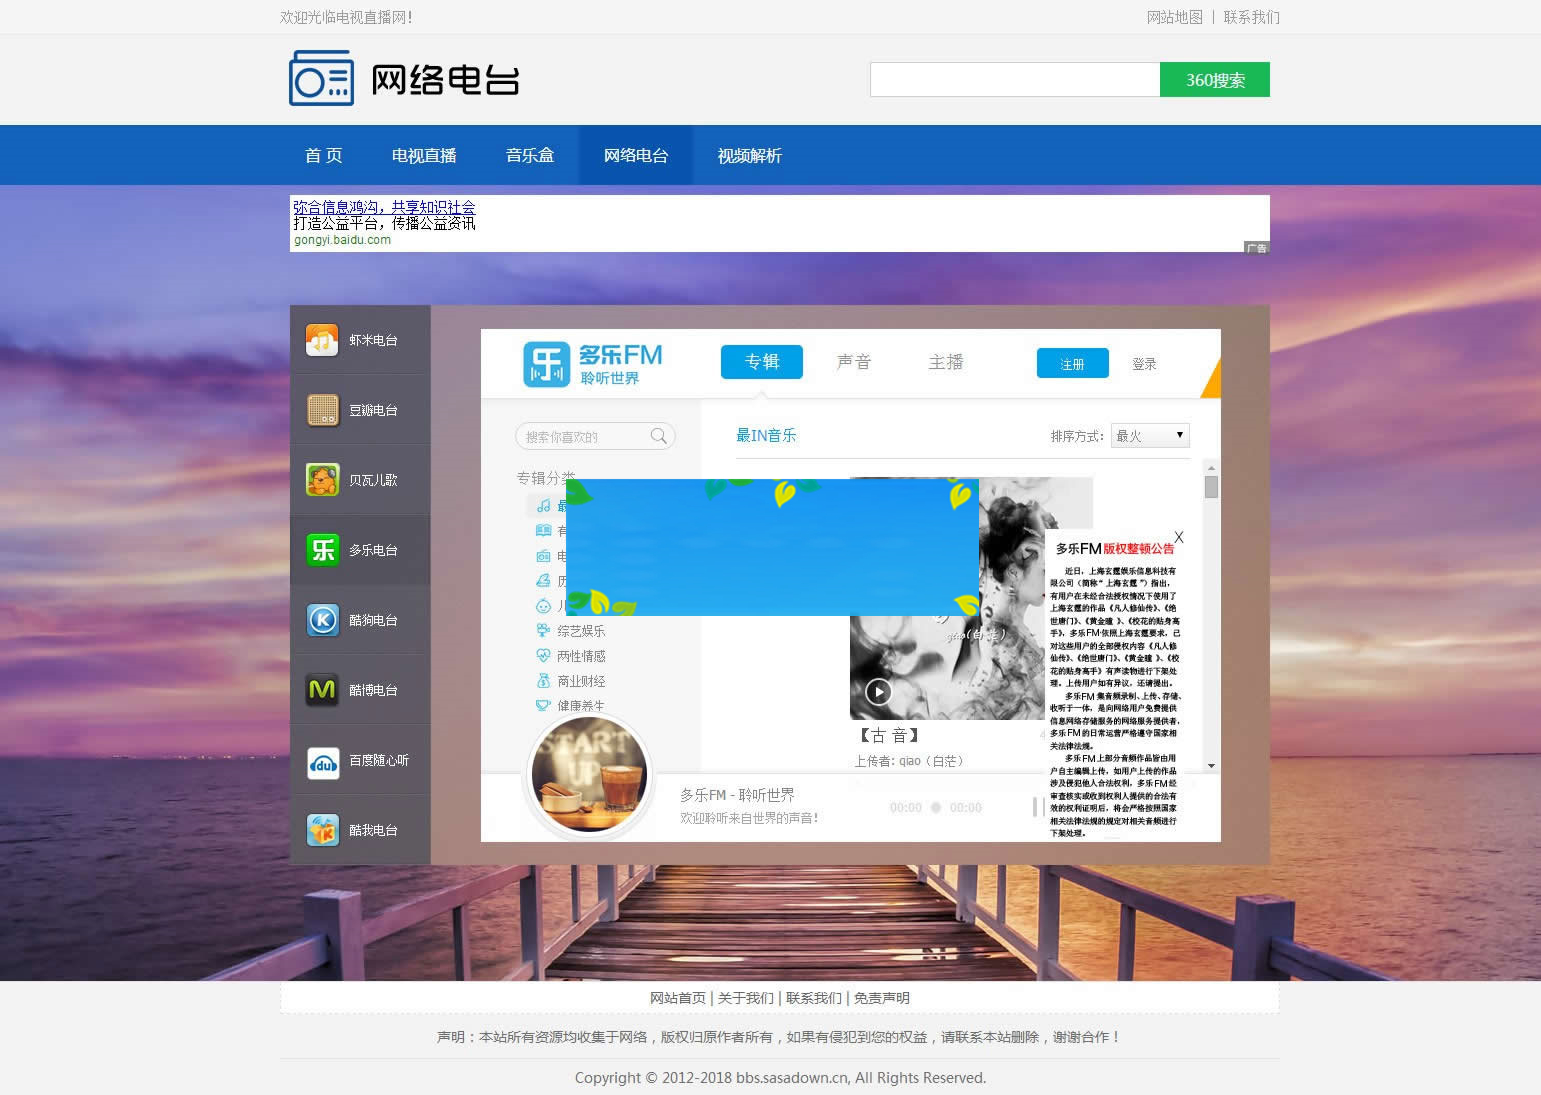 欢迎光临电视直播网！
网站地图 | 联系我们
网络电台
360搜索
首 页 电视直播 音乐盒 网络电台 视频解析
弥合信息鸿沟，共享知识社会
打造公益平台，传播公益资讯
gongyi.baidu.com
广告
虾米电台
豆瓣电台
贝瓦儿歌
多乐电台
酷狗电台
酷博电台
百度随心听
酷我电台
乐 多乐FM
聆听世界
专辑 声音 主播 注册 登录
搜索你喜欢的
专辑分类
最
有
电
历
儿
综艺娱乐
两性情感
商业财经
健康养生
最IN音乐
排序方式： 最火
qiao(白茫)
【古 音】
上传者: qiao（白茫）
START
UP
多乐FM - 聆听世界
欢迎聆听来自世界的声音!
00:00 00:00
X
多乐FM版权整顿公告
近日，上海玄霆娱乐信息科技有
限公司（简称“上海玄霆”）指出，
有用户在未经合法授权情况下使用了
上海玄霆的作品《凡人修仙传》、《绝
世唐门》、《黄金瞳 》、《校花的贴身高
手》，多乐FM依照上海玄霆要求，已
对这些用户的全部侵权内容《凡人修
仙传》、《绝世唐门》、《黄金瞳 》、《校
花的贴身高手》有声读物进行下架处
理。上传用户如有异议，还请提出。
多乐FM 集音频录制、上传、存储、
收听于一体，是向网络用户免费提供
信息网络存储服务的网络服务提供者，
多乐FM 的日常运营严格遵守国家相
关法律法规。
多乐FM上部分音频作品皆由用
户自主编辑上传，如用户上传的作品
涉及侵犯他人合法权利，多乐FM 经
审查核实或收到权利人提供的合法有
效的权利证明后，将会严格按照国家
相关法律法规的规定对相关音频进行
下架处理。
网站首页 | 关于我们 | 联系我们 | 免责声明
声明：本站所有资源均收集于网络，版权归原作者所有，如果有侵犯到您的权益，请联系本站删除，谢谢合作！
Copyright © 2012-2018 bbs.sasadown.cn, All Rights Reserved.